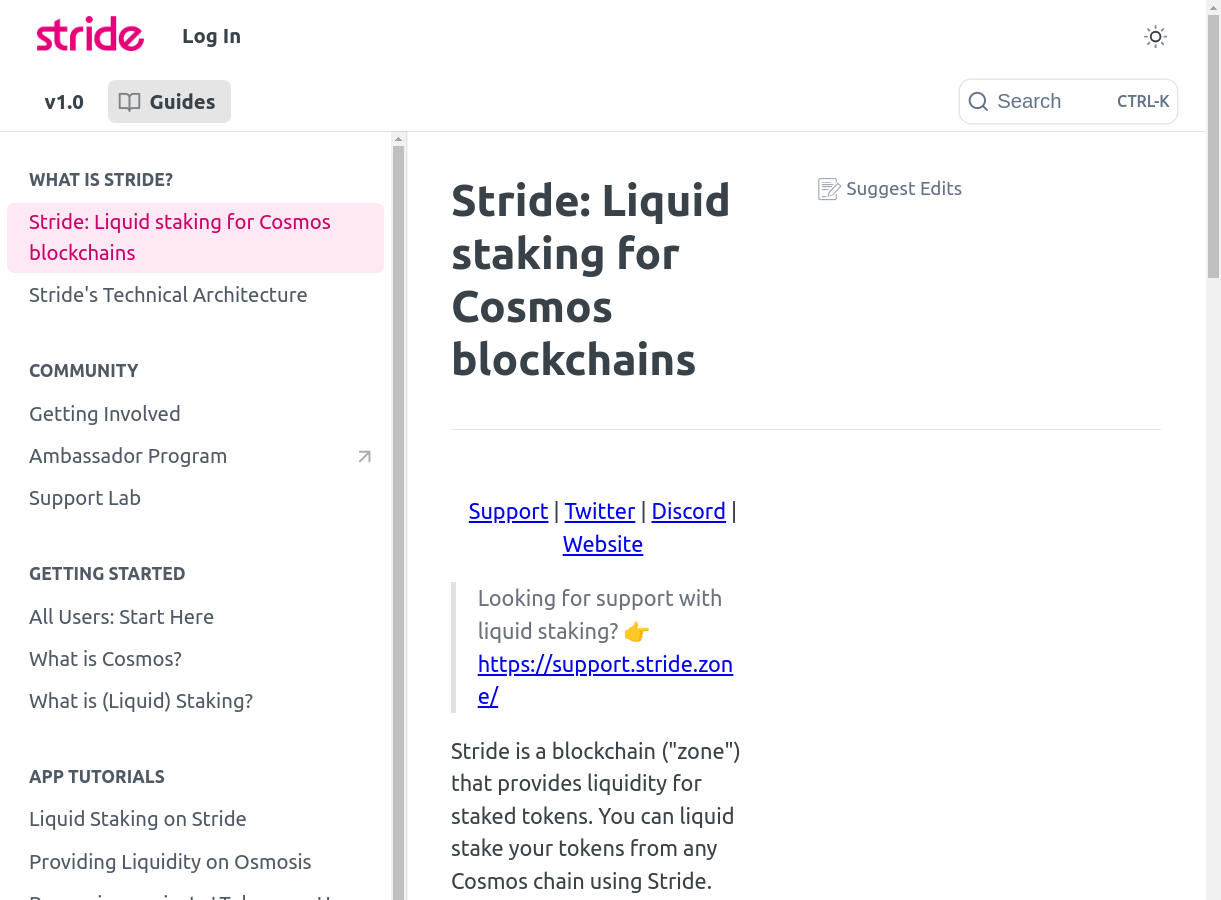 stride
Log In
v1.0
Guides
Search
CTRL-K
WHAT IS STRIDE?
Stride: Liquid staking for Cosmos
blockchains
Stride's Technical Architecture
COMMUNITY
Getting Involved
Ambassador Program
Support Lab
GETTING STARTED
All Users: Start Here
What is Cosmos?
What is (Liquid) Staking?
APP TUTORIALS
Liquid Staking on Stride
Providing Liquidity on Osmosis
Stride: Liquid
staking for
Cosmos
blockchains
Suggest Edits
Support | Twitter | Discord |
Website
Looking for support with
liquid staking? 👉
https://support.stride.zon
e/
Stride is a blockchain ("zone")
that provides liquidity for
staked tokens. You can liquid
stake your tokens from any
Cosmos chain using Stride.